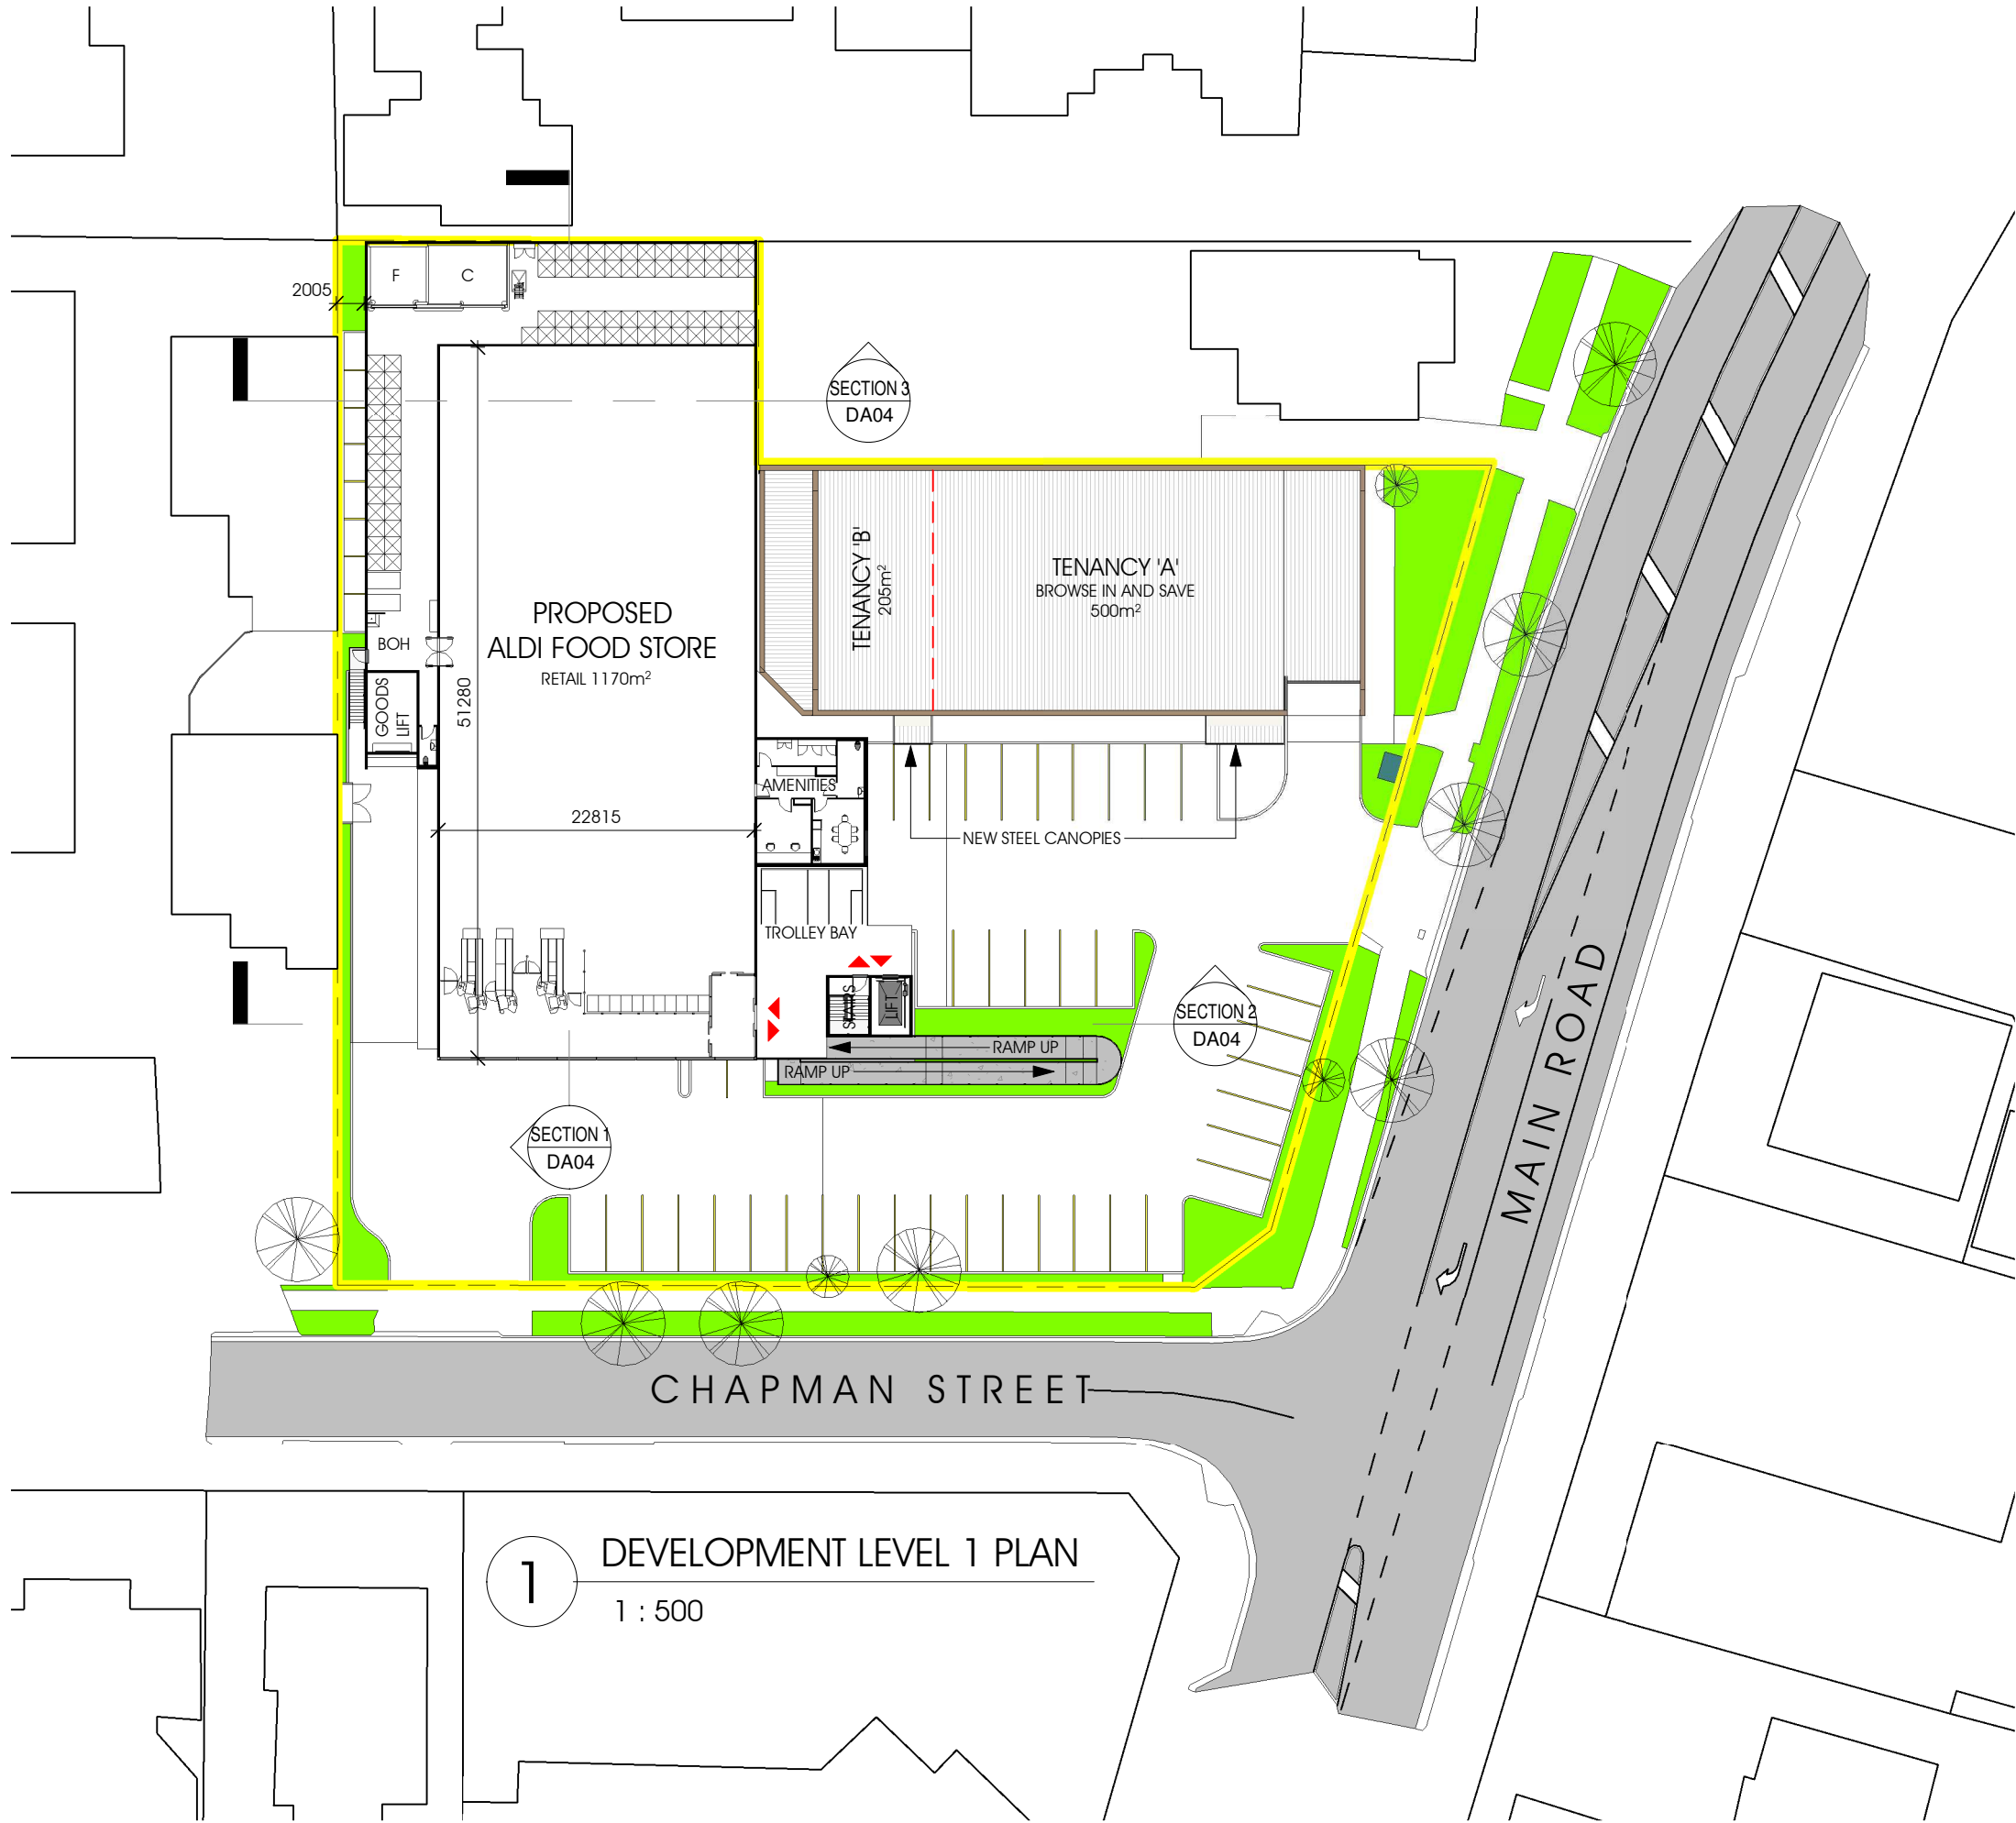 F
C
2005
SECTION 3
DA04
TENANCY 'B'
205m²
TENANCY 'A'
BROWSE IN AND SAVE
500m²
PROPOSED
ALDI FOOD STORE
RETAIL 1170m²
BOH
GOODS
LIFT
51280
AMENITIES
22815
NEW STEEL CANOPIES
TROLLEY BAY
STAIRS
LIFT
SECTION 2
DA04
RAMP UP
RAMP UP
MAIN ROAD
SECTION 1
DA04
CHAPMAN STREET
1
DEVELOPMENT LEVEL 1 PLAN
1 : 500